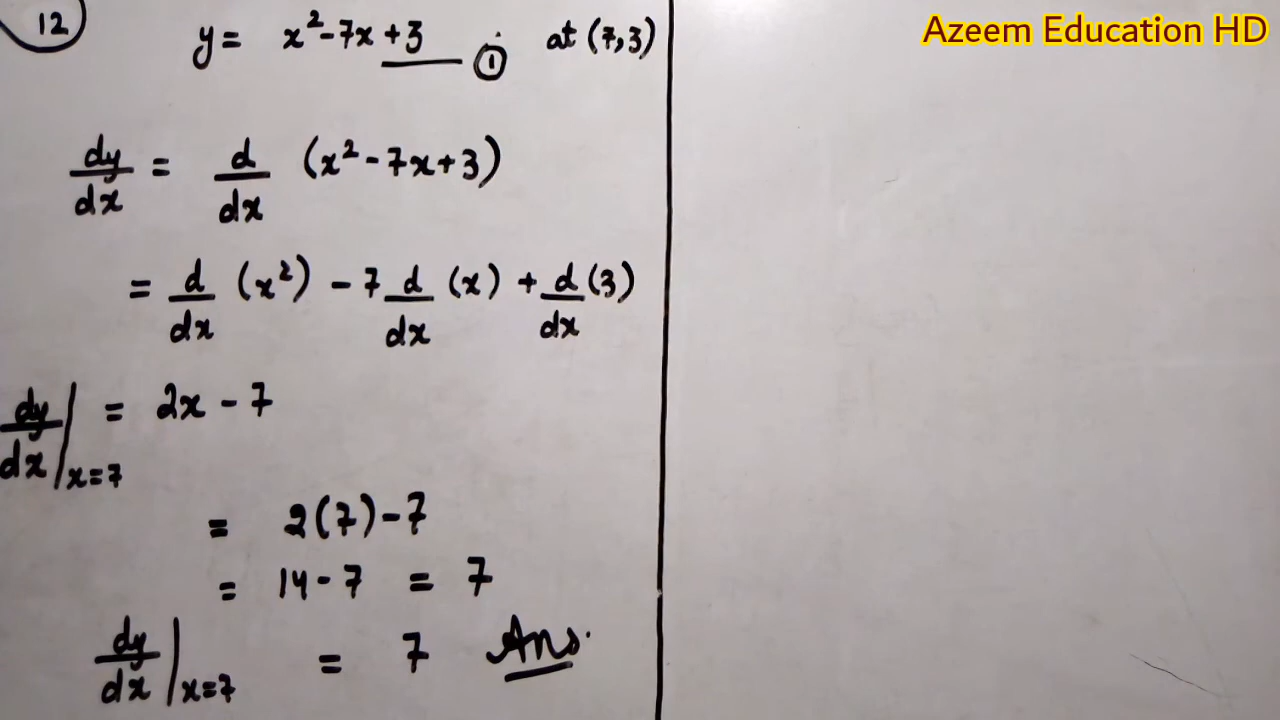 12
y = x² - 7x + 3 ① at (7,3)
Azeem Education HD
dy/dx = d/dx (x² - 7x + 3)
= d/dx (x²) - 7 d/dx (x) + d/dx (3)
dy/dx |x=7 = 2x - 7
= 2(7) - 7
= 14 - 7 = 7
dy/dx |x=7 = 7 Ans.